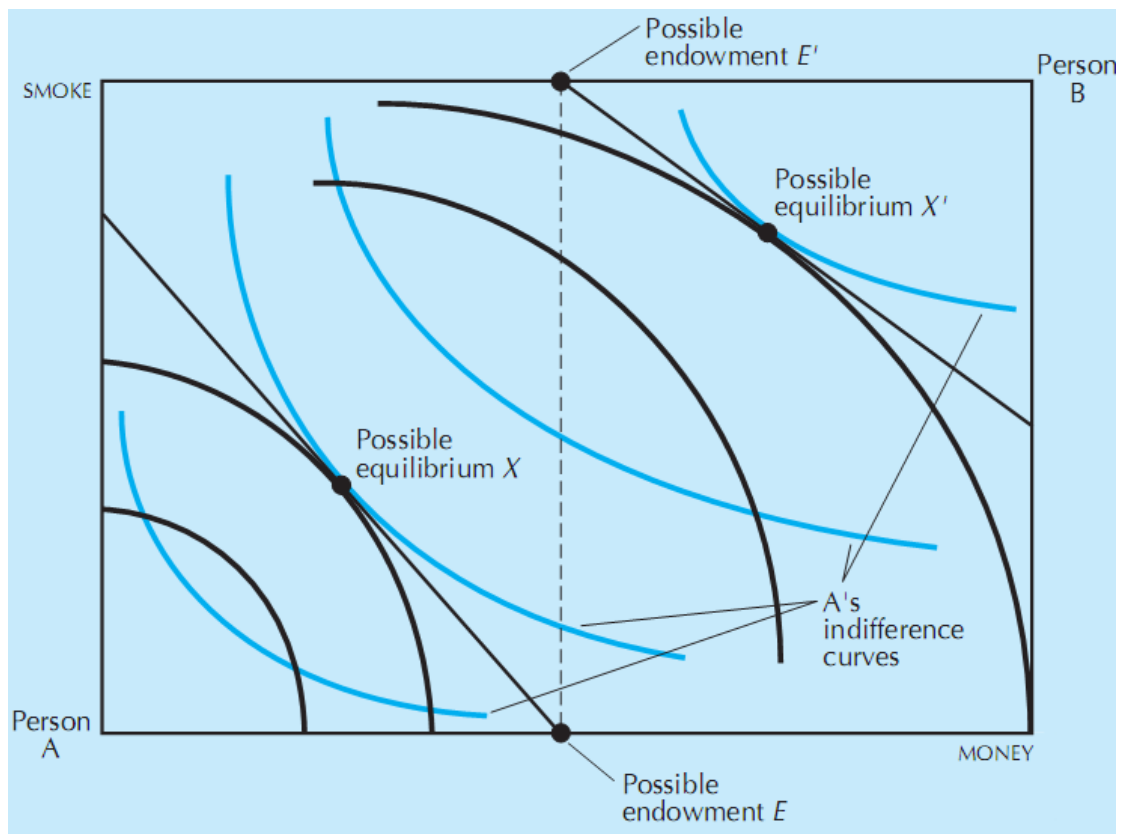 Possible
endowment E'
SMOKE
Person
B
Possible
equilibrium X'
Possible
equilibrium X
A's
indifference
curves
Person
A
MONEY
Possible
endowment E